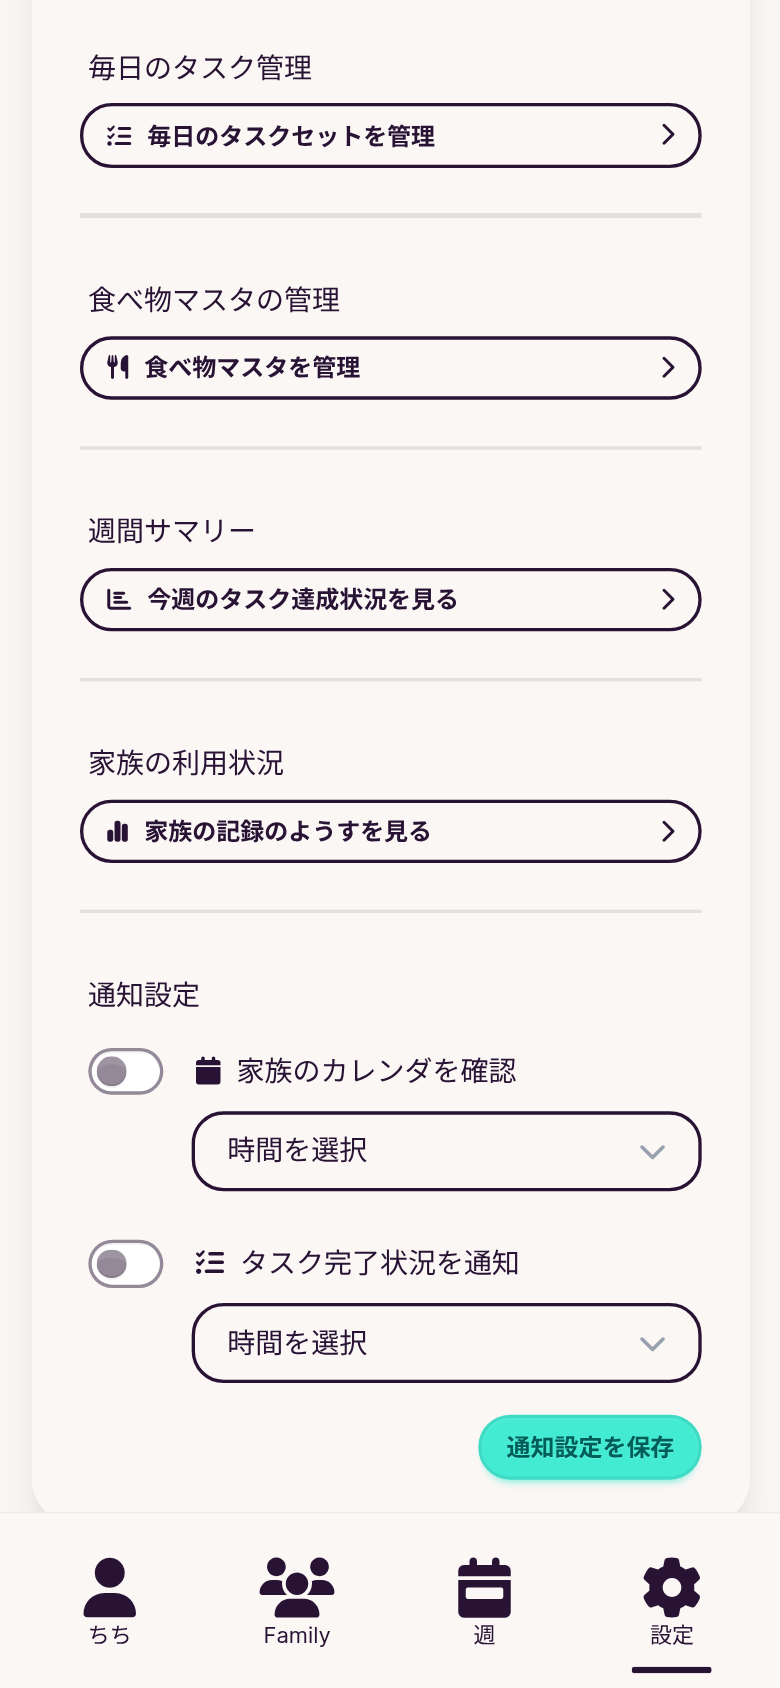 毎日のタスク管理
毎日のタスクセットを管理
食べ物マスタの管理
食べ物マスタを管理
週間サマリー
今週のタスク達成状況を見る
家族の利用状況
家族の記録のようすを見る
通知設定
家族のカレンダを確認
時間を選択
タスク完了状況を通知
時間を選択
通知設定を保存
ちち
Family
週
設定